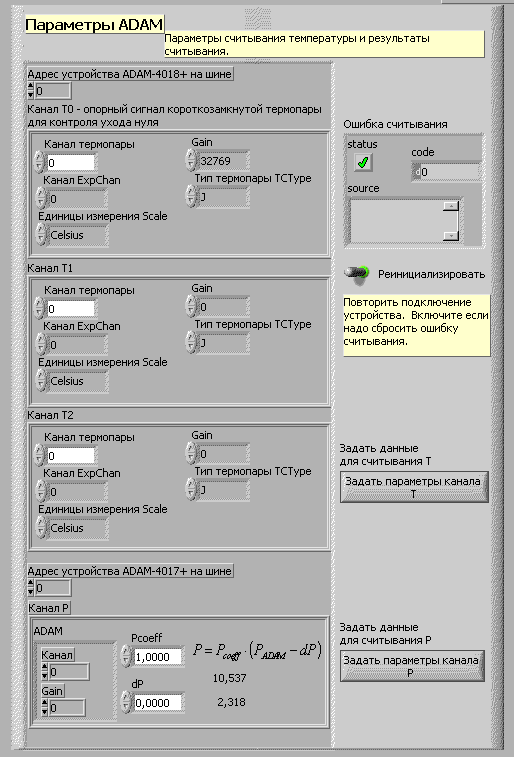 Параметры ADAM
Параметры считывания температуры и результаты
считывания.
Адрес устройства ADAM-4018+ на шине
0
Канал T0 - опорный сигнал короткозамкнутой термопары
для контроля ухода нуля
Канал термопары
0
Gain
32769
Канал ExpChan
0
Тип термопары TCType
J
Единицы измерения Scale
Celsius
Ошибка считывания
status
code
d0
source
Реинициализировать
Повторить подключение
устройства. Включите если
надо сбросить ошибку
считывания.
Канал T1
Канал термопары
0
Gain
0
Канал ExpChan
0
Тип термопары TCType
J
Единицы измерения Scale
Celsius
Канал T2
Канал термопары
0
Gain
0
Канал ExpChan
0
Тип термопары TCType
J
Единицы измерения Scale
Celsius
Задать данные
для считывания T
Задать параметры канала
T
Адрес устройства ADAM-4017+ на шине
0
Канал P
ADAM
Канал
0
Gain
0
Pcoeff
1,0000
P = P_coeff · (P_ADAM − dP)
10,537
dP
0,0000
2,318
Задать данные
для считывания P
Задать параметры канала
P